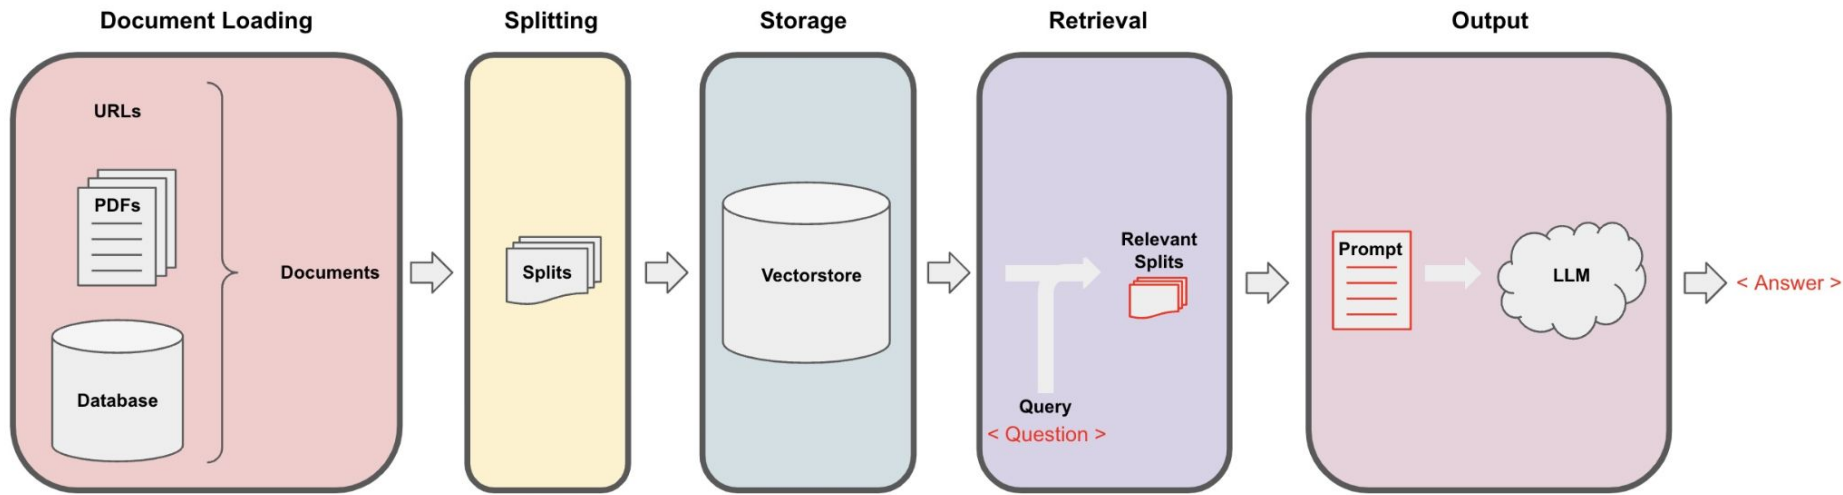 Document Loading
Splitting
Storage
Retrieval
Output
URLs
PDFs
Documents
Database
Splits
Vectorstore
Relevant
Splits
Query
< Question >
Prompt
LLM
< Answer >